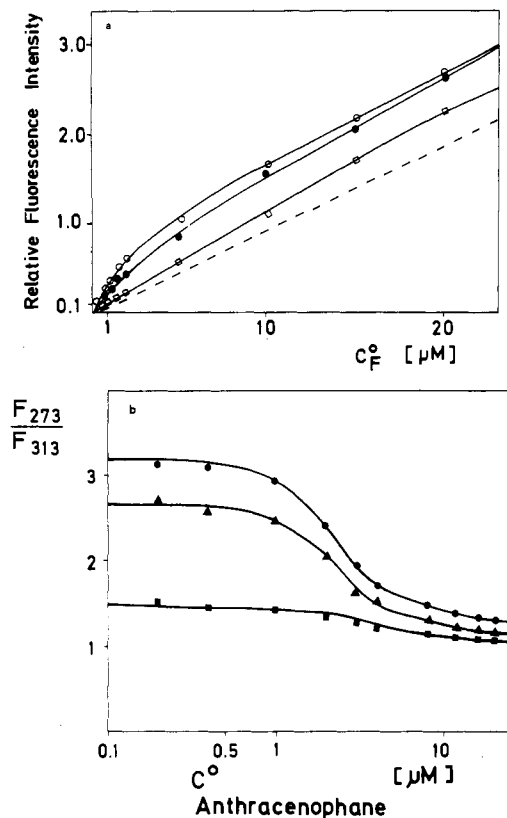 a
3.0
2.0
1.0
0.1
Relative Fluorescence Intensity
1 10 20
C°F [μM]
b
F273
F313
3
2
1
0.1 0.5 1 10
C° [μM]
Anthracenophane